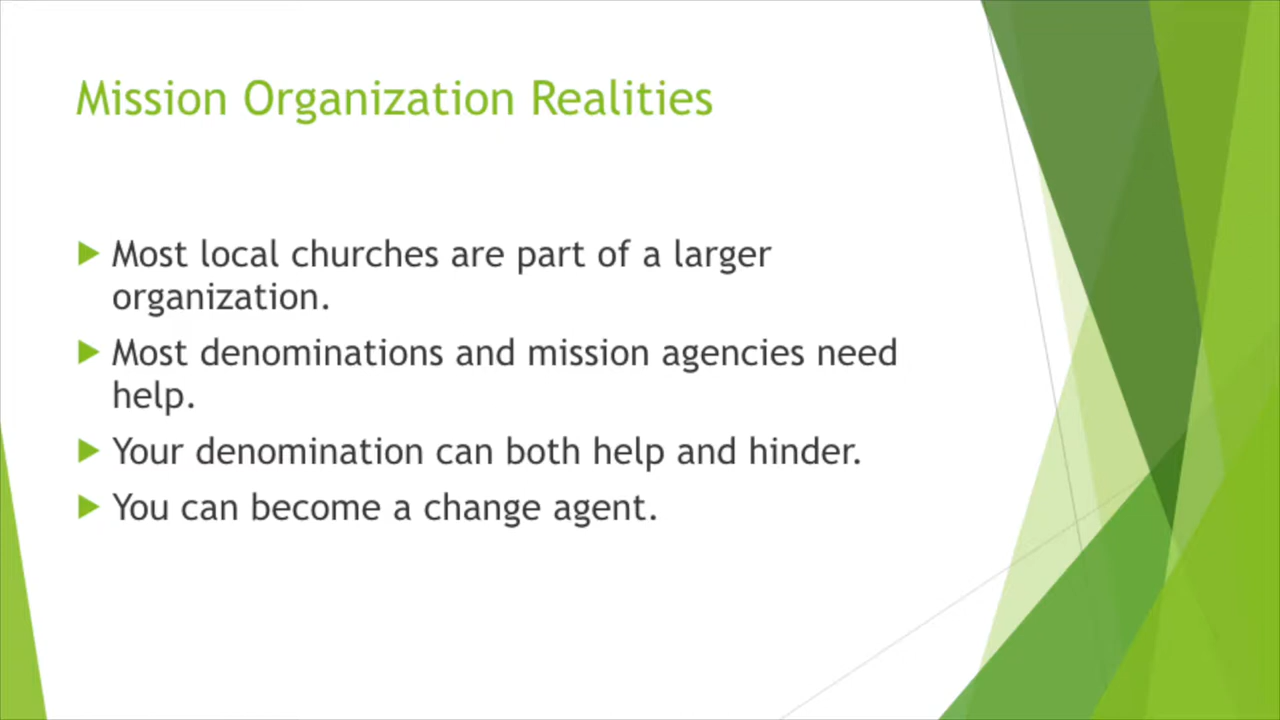 Mission Organization Realities
Most local churches are part of a larger
organization.
Most denominations and mission agencies need
help.
Your denomination can both help and hinder.
You can become a change agent.